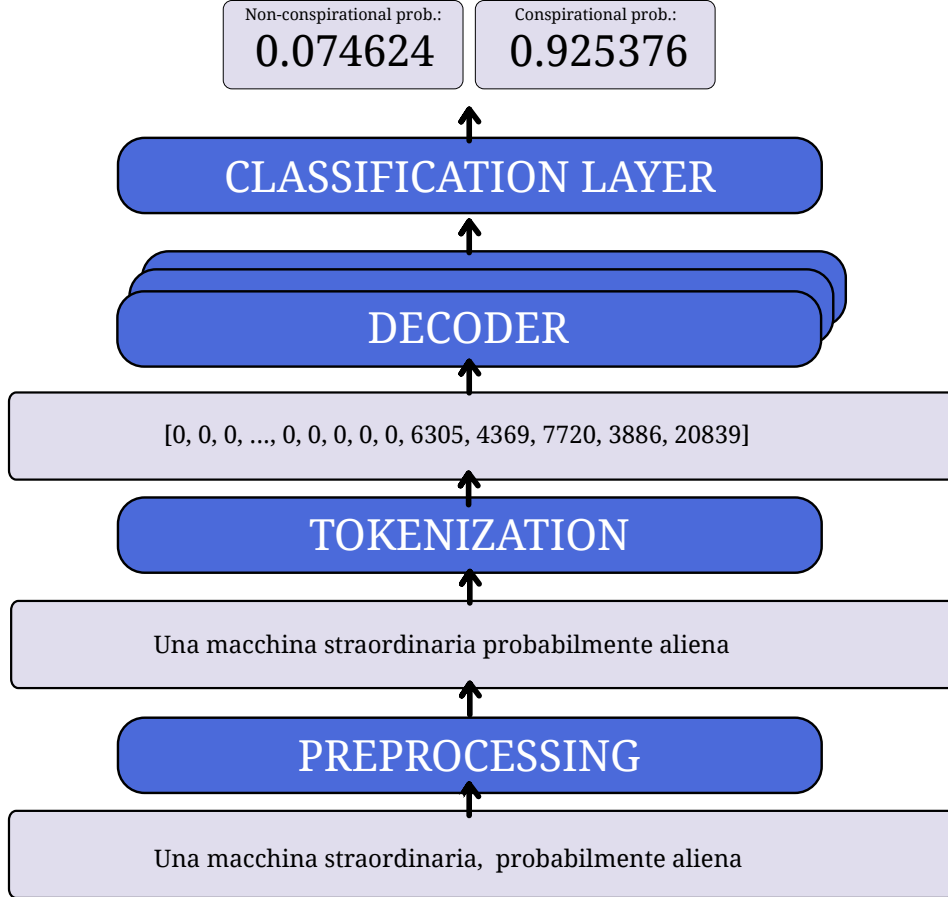 Non-conspirational prob.:
0.074624
Conspirational prob.:
0.925376
CLASSIFICATION LAYER
DECODER
[0, 0, 0, ..., 0, 0, 0, 0, 0, 6305, 4369, 7720, 3886, 20839]
TOKENIZATION
Una macchina straordinaria probabilmente aliena
PREPROCESSING
Una macchina straordinaria,  probabilmente aliena